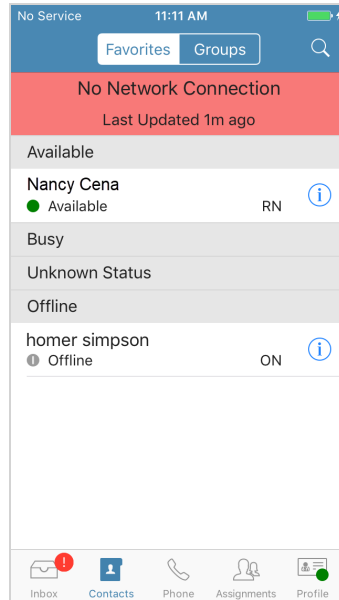 No Service 11:11 AM
Favorites Groups
No Network Connection
Last Updated 1m ago
Available
Nancy Cena
Available RN
Busy
Unknown Status
Offline
homer simpson
Offline ON
Inbox Contacts Phone Assignments Profile